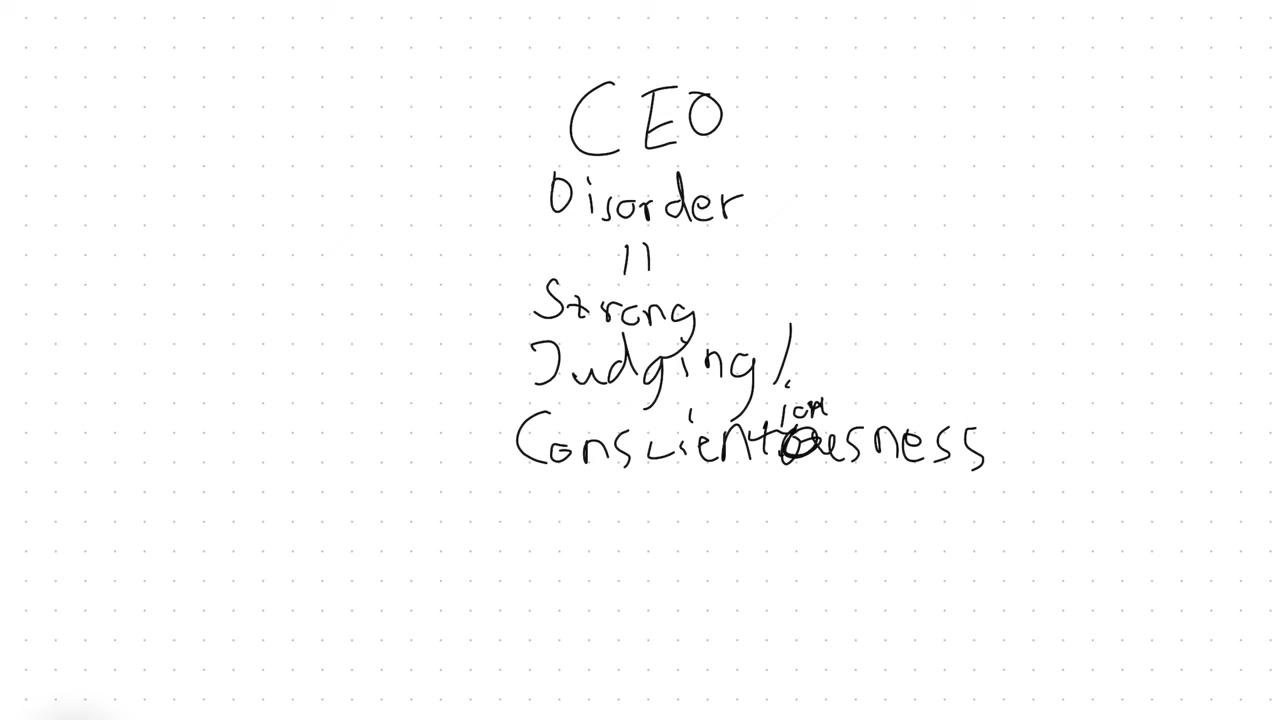 CEO
Disorder
=
Strong
Judging!
Conscientiousness